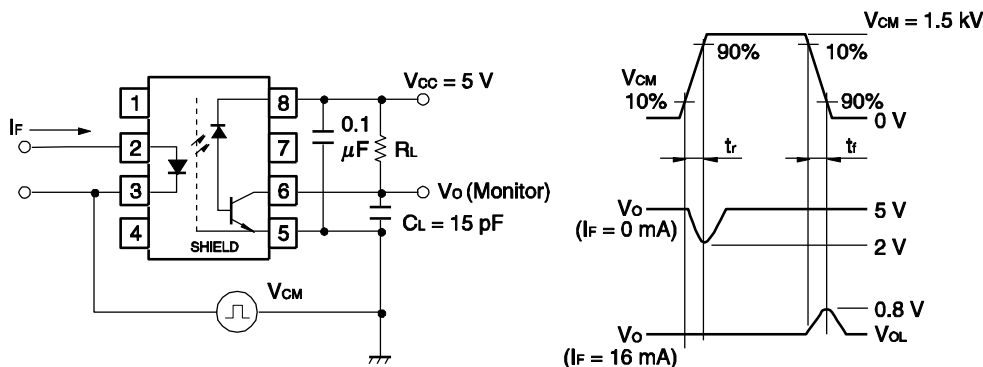 VCM = 1.5 kV
90%
10%
VCM
10%
90%
0 V
tr
tf
VCC = 5 V
1
8
IF
0.1
μF
RL
2
7
3
6
VO (Monitor)
4
5
CL = 15 pF
SHIELD
VCM
VO
(IF = 0 mA)
5 V
2 V
0.8 V
VO
(IF = 16 mA)
VOL